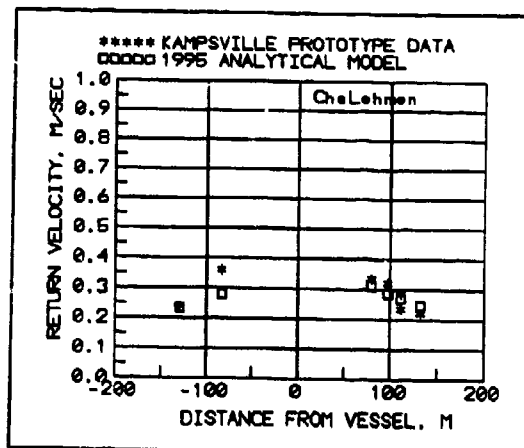 ***** KAMPSVILLE PROTOTYPE DATA
□□□□□ 1995 ANALYTICAL MODEL
ChaLehman
RETURN VELOCITY, M/SEC
1.0
0.9
0.8
0.7
0.6
0.5
0.4
0.3
0.2
0.1
0.0
-200 -100 0 100 200
DISTANCE FROM VESSEL, M